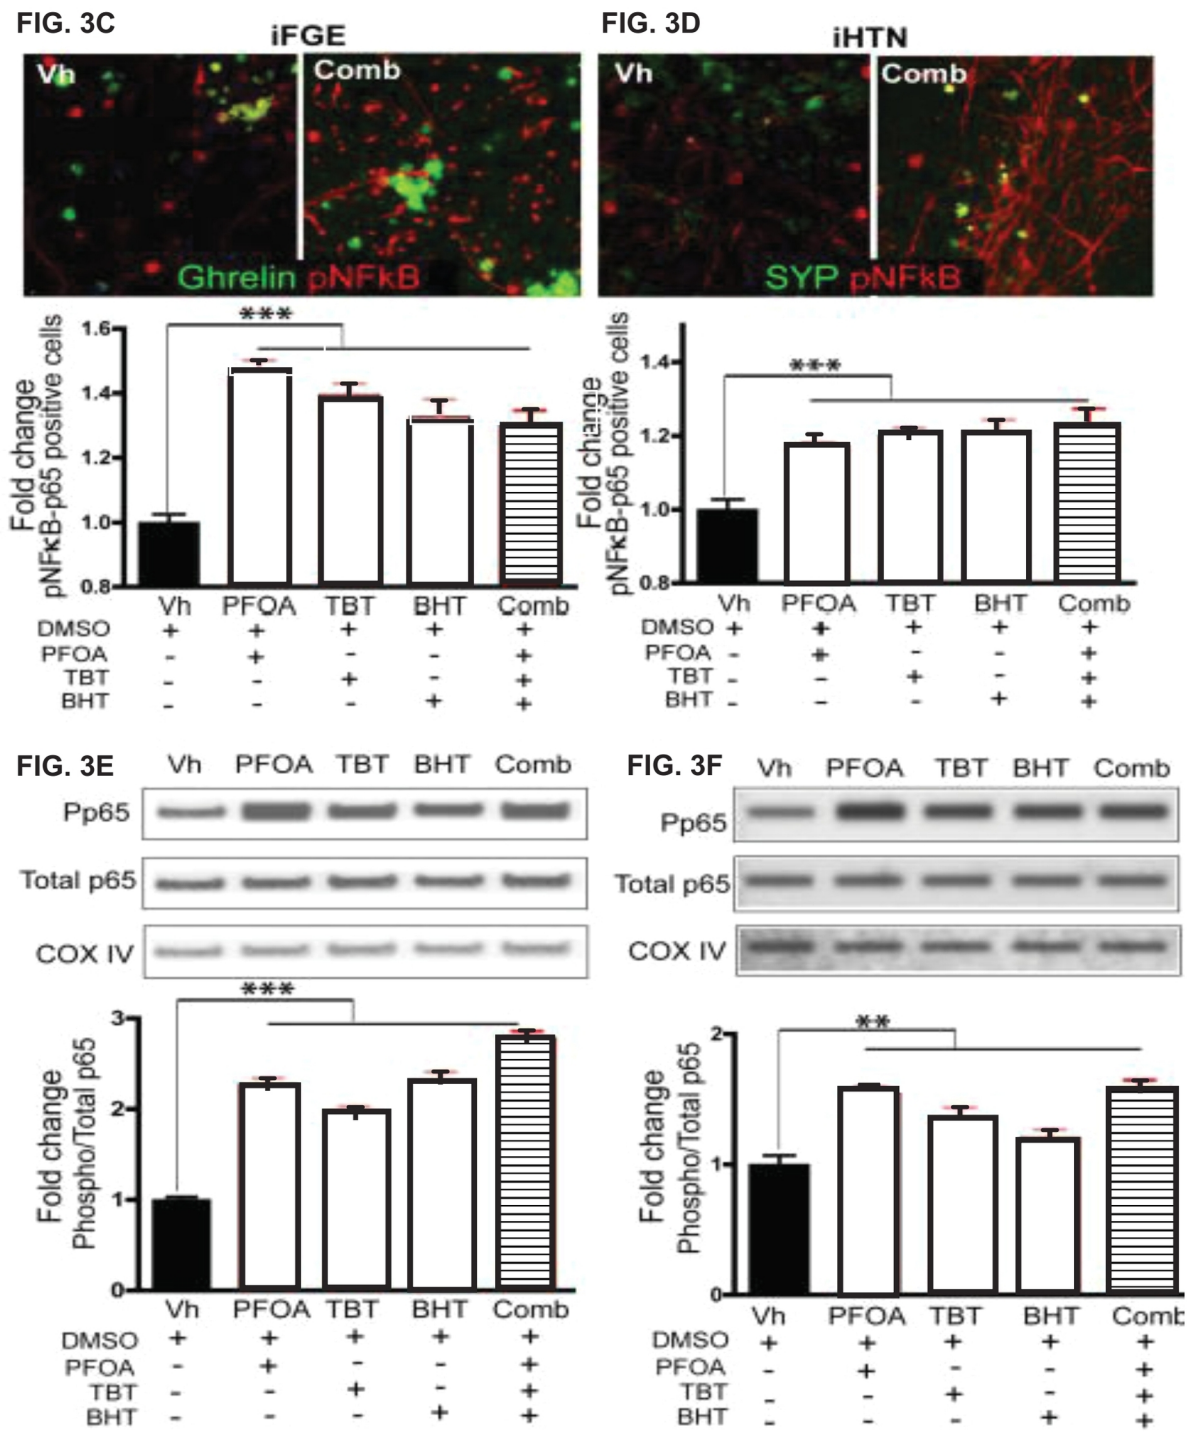 FIG. 3C
iFGE
Vh
Comb
Ghrelin pNFkB
***
Fold change
pNFκB-p65 positive cells
1.6
1.4
1.2
1.0
0.8
Vh PFOA TBT BHT Comb
DMSO + + + + +
PFOA - + - - +
TBT - - + - +
BHT - - - + +
FIG. 3D
iHTN
Vh
Comb
SYP pNFkB
***
Fold change
pNFκB-p65 positive cells
1.4
1.2
1.0
0.8
Vh PFOA TBT BHT Comb
DMSO + + + + +
PFOA - + - - +
TBT - - + - +
BHT - - - + +
FIG. 3E
Vh PFOA TBT BHT Comb
Pp65
Total p65
COX IV
***
Fold change
Phospho/Total p65
3
2
1
0
Vh PFOA TBT BHT Comb
DMSO + + + + +
PFOA - + - - +
TBT - - + - +
BHT - - - + +
FIG. 3F
Vh PFOA TBT BHT Comb
Pp65
Total p65
COX IV
**
Fold change
Phospho/Total p65
2
1
0
Vh PFOA TBT BHT Comb
DMSO + + + + +
PFOA - + - - +
TBT - - + - +
BHT - - - + +